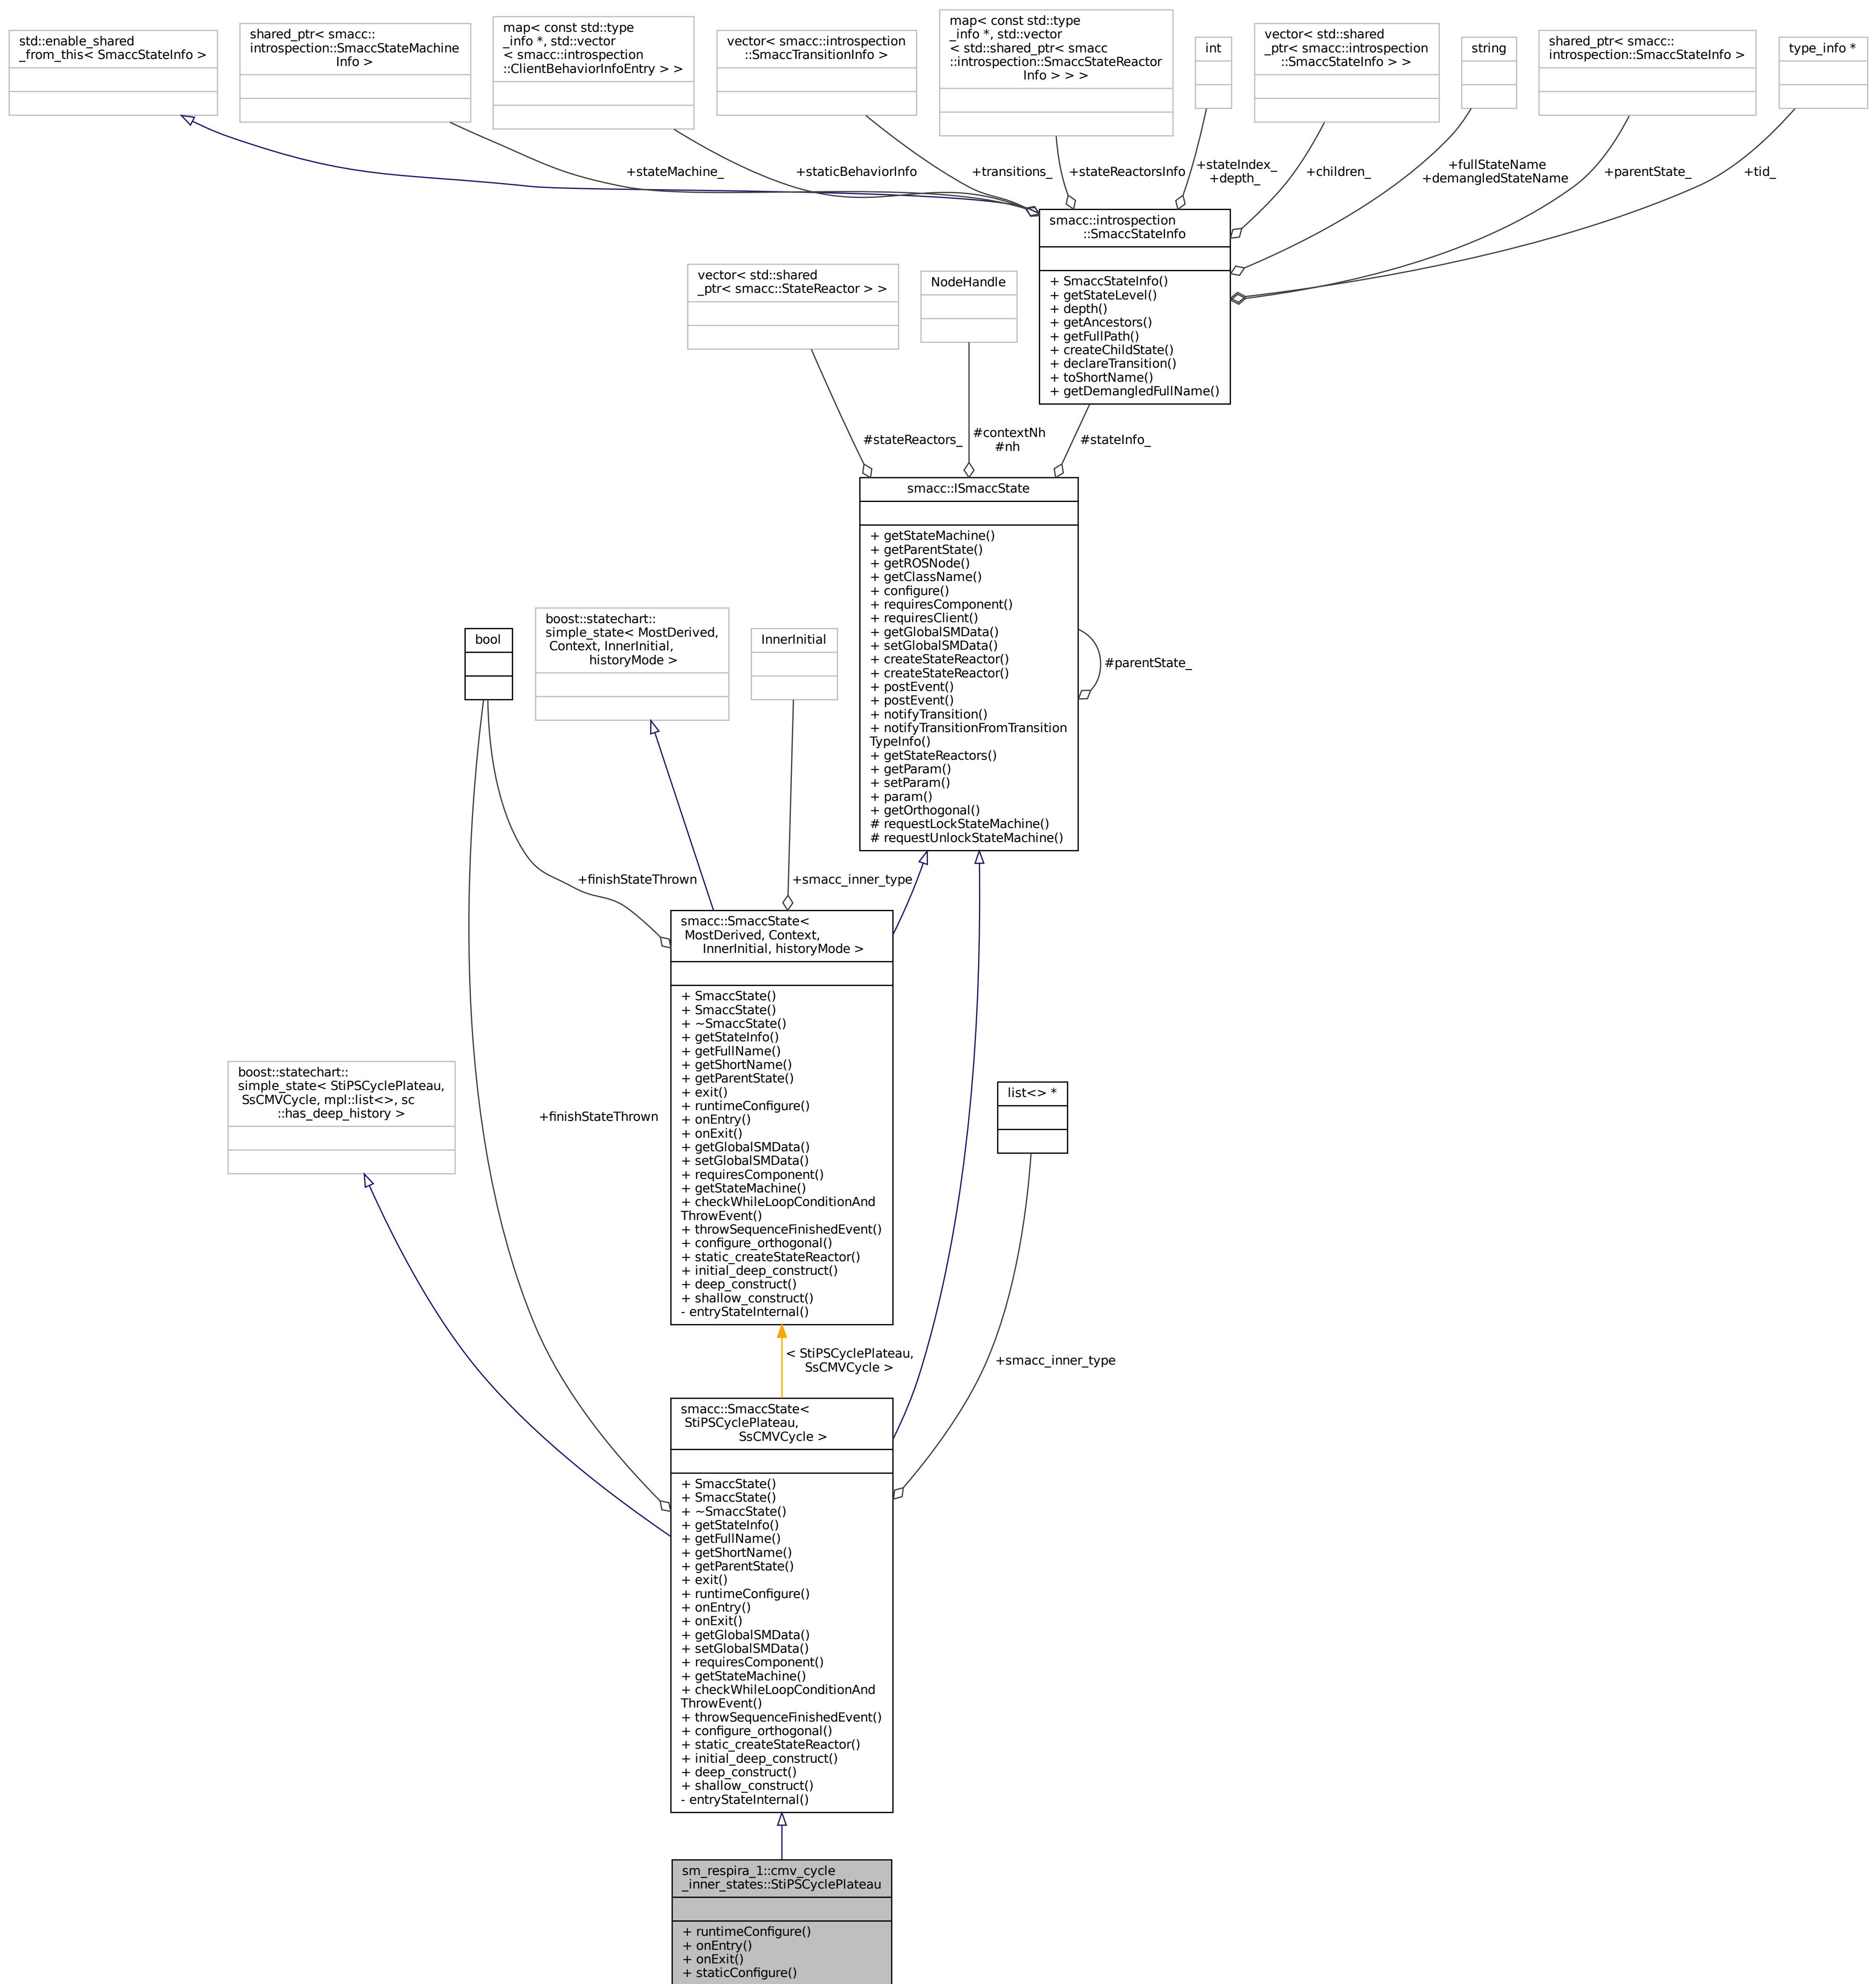 std::enable_shared
_from_this< SmaccStateInfo >
shared_ptr< smacc::
introspection::SmaccStateMachine
Info >
map< const std::type
_info *, std::vector
< smacc::introspection
::ClientBehaviorInfoEntry > >
vector< smacc::introspection
::SmaccTransitionInfo >
map< const std::type
_info *, std::vector
< std::shared_ptr< smacc
::introspection::SmaccStateReactor
Info > > >
int
vector< std::shared
_ptr< smacc::introspection
::SmaccStateInfo > >
string
shared_ptr< smacc::
introspection::SmaccStateInfo >
type_info *
+stateMachine_
+staticBehaviorInfo
+transitions_
+stateReactorsInfo
+stateIndex_
+depth_
+children_
+fullStateName
+demangledStateName
+parentState_
+tid_
smacc::introspection
::SmaccStateInfo
+ SmaccStateInfo()
+ getStateLevel()
+ depth()
+ getAncestors()
+ getFullPath()
+ createChildState()
+ declareTransition()
+ toShortName()
+ getDemangledFullName()
vector< std::shared
_ptr< smacc::StateReactor > >
NodeHandle
#stateReactors_
#contextNh
#nh
#stateInfo_
smacc::ISmaccState
+ getStateMachine()
+ getParentState()
+ getROSNode()
+ getClassName()
+ configure()
+ requiresComponent()
+ requiresClient()
+ getGlobalSMData()
+ setGlobalSMData()
+ createStateReactor()
+ createStateReactor()
+ postEvent()
+ postEvent()
+ notifyTransition()
+ notifyTransitionFromTransition
TypeInfo()
+ getStateReactors()
+ getParam()
+ setParam()
+ param()
+ getOrthogonal()
# requestLockStateMachine()
# requestUnlockStateMachine()
#parentState_
bool
boost::statechart::
simple_state< MostDerived,
Context, InnerInitial,
historyMode >
InnerInitial
+finishStateThrown
+smacc_inner_type
smacc::SmaccState<
MostDerived, Context,
InnerInitial, historyMode >
+ SmaccState()
+ SmaccState()
+ ~SmaccState()
+ getStateInfo()
+ getFullName()
+ getShortName()
+ getParentState()
+ exit()
+ runtimeConfigure()
+ onEntry()
+ onExit()
+ getGlobalSMData()
+ setGlobalSMData()
+ requiresComponent()
+ getStateMachine()
+ checkWhileLoopConditionAnd
ThrowEvent()
+ throwSequenceFinishedEvent()
+ configure_orthogonal()
+ static_createStateReactor()
+ initial_deep_construct()
+ deep_construct()
+ shallow_construct()
- entryStateInternal()
boost::statechart::
simple_state< StiPSCyclePlateau,
SsCMVCycle, mpl::list<>, sc
::has_deep_history >
+finishStateThrown
list<> *
< StiPSCyclePlateau,
SsCMVCycle >
+smacc_inner_type
smacc::SmaccState<
StiPSCyclePlateau,
SsCMVCycle >
+ SmaccState()
+ SmaccState()
+ ~SmaccState()
+ getStateInfo()
+ getFullName()
+ getShortName()
+ getParentState()
+ exit()
+ runtimeConfigure()
+ onEntry()
+ onExit()
+ getGlobalSMData()
+ setGlobalSMData()
+ requiresComponent()
+ getStateMachine()
+ checkWhileLoopConditionAnd
ThrowEvent()
+ throwSequenceFinishedEvent()
+ configure_orthogonal()
+ static_createStateReactor()
+ initial_deep_construct()
+ deep_construct()
+ shallow_construct()
- entryStateInternal()
sm_respira_1::cmv_cycle
_inner_states::StiPSCyclePlateau
+ runtimeConfigure()
+ onEntry()
+ onExit()
+ staticConfigure()